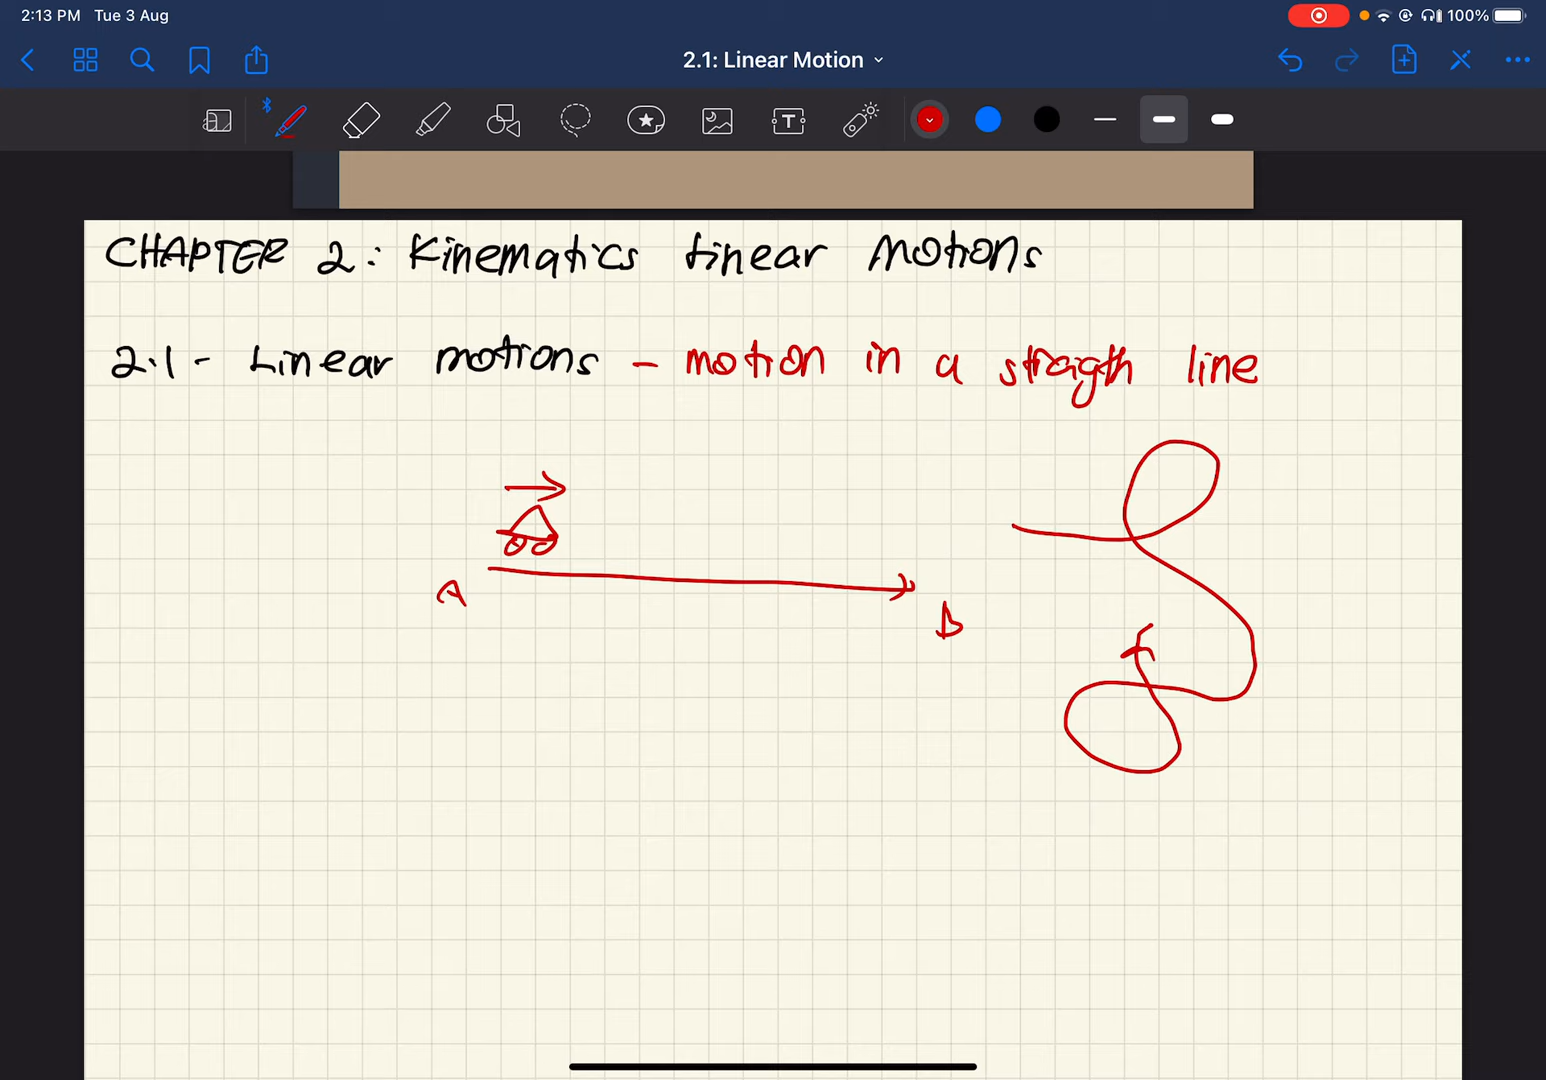 2:13 PM Tue 3 Aug 100%
2.1: Linear Motion
T
CHAPTER 2: Kinematics Linear Motions
2.1 - Linear motions - motion in a stragth line
A
B